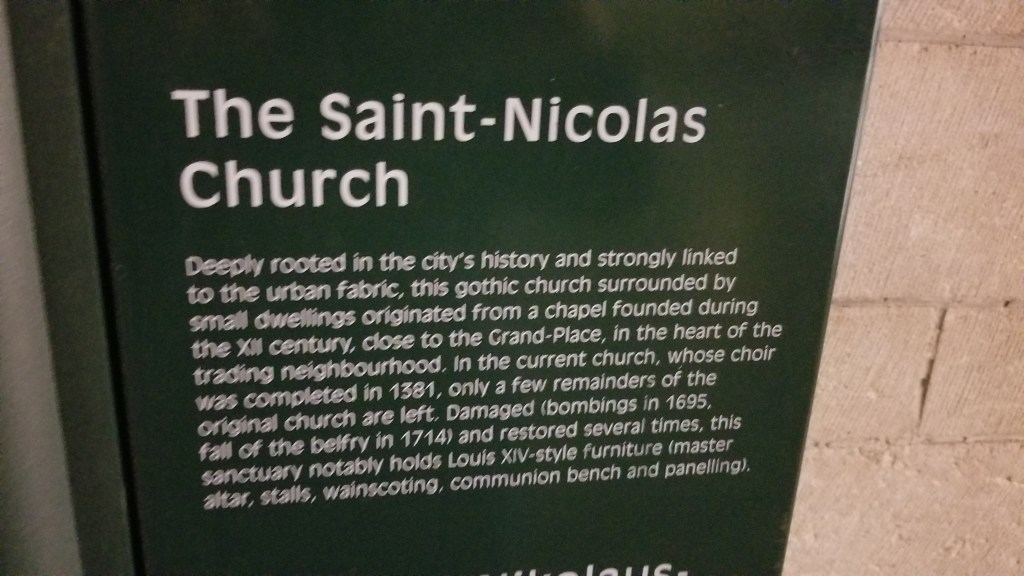 The Saint-Nicolas
Church
Deeply rooted in the city's history and strongly linked
to the urban fabric, this gothic church surrounded by
small dwellings originated from a chapel founded during
the XII century, close to the Grand-Place, in the heart of the
trading neighbourhood. In the current church, whose choir
was completed in 1381, only a few remainders of the
original church are left. Damaged (bombings in 1695,
fall of the belfry in 1714) and restored several times, this
sanctuary notably holds Louis XIV-style furniture (master
altar, stalls, wainscoting, communion bench and panelling).